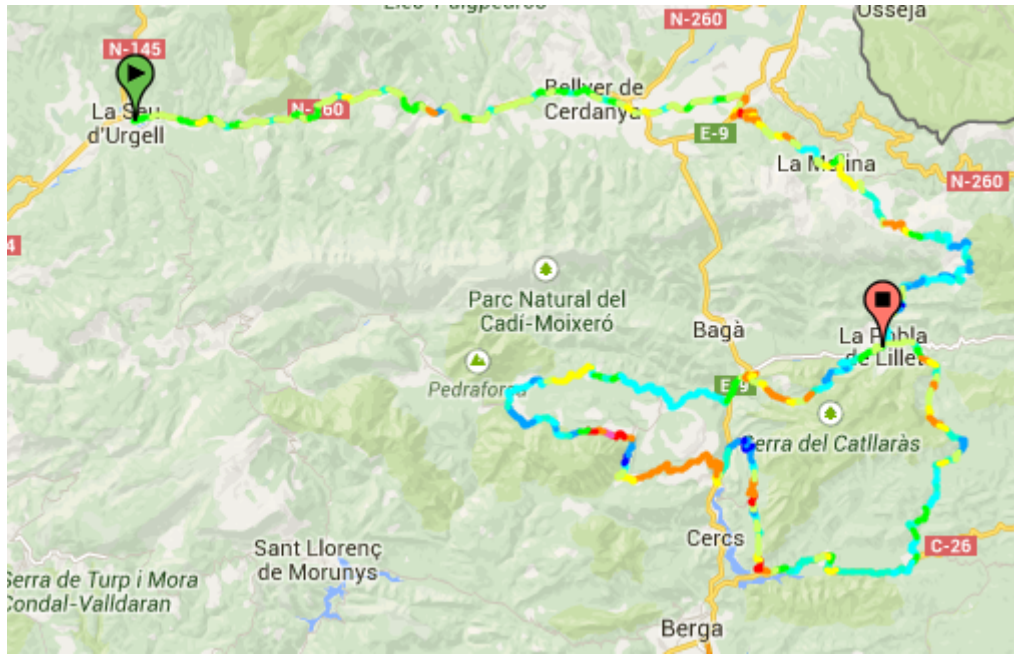 Osseja
N-260
N-145
La Seu
d'Urgell
Bellver de
Cerdanya
E-9
La Molina
N-260
4
Parc Natural del
Cadí-Moixeró
Bagà
La Pobla
de Lillet
Pedraforca
E-9
Serra del Catllaràs
Cercs
C-26
Sant Llorenç
de Morunys
Serra de Turp i Mora
Condal-Valldaran
Berga